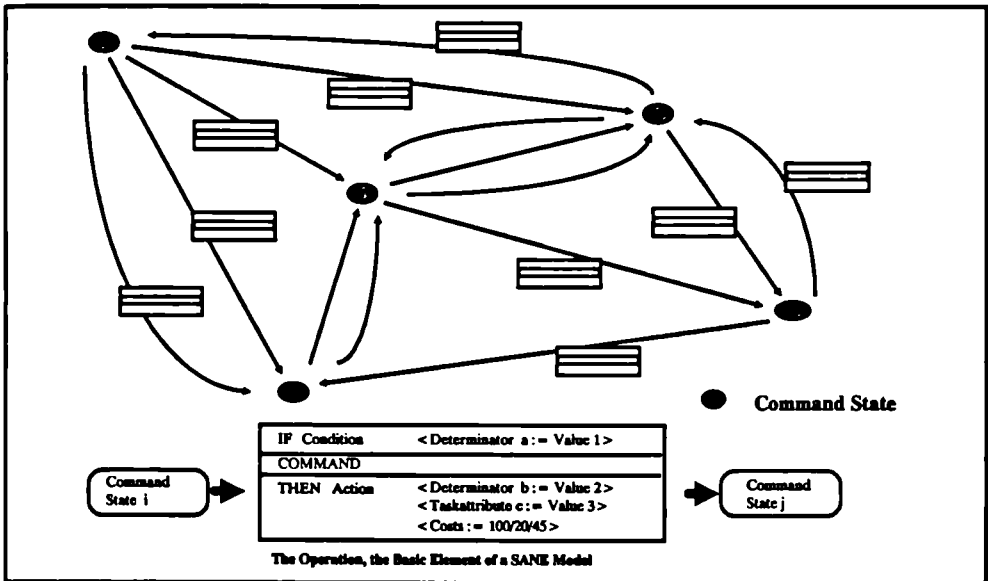 Command State
IF Condition < Determinator a := Value 1 >
COMMAND
THEN Action < Determinator b := Value 2 >
< Taskattribute c := Value 3 >
< Costs := 100/20/45 >
Command
State i
Command
State j
The Operation, the Basic Element of a SANE Model